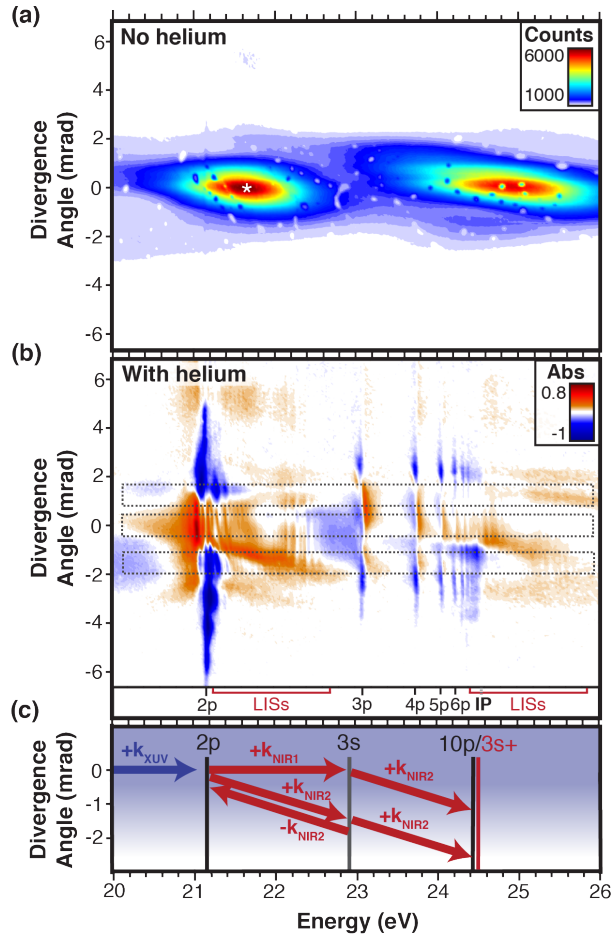 (a)
No helium
Counts
6000
1000
6
4
2
0
-2
-4
-6
Divergence
Angle (mrad)
*
(b)
With helium
Abs
0.8
-1
6
4
2
0
-2
-4
-6
Divergence
Angle (mrad)
2p
LISs
3p
4p
5p
6p
IP
LISs
(c)
+kXUV
2p
+kNIR1
3s
10p/3s+
+kNIR2
+kNIR2
-kNIR2
+kNIR2
0
-1
-2
Divergence
Angle (mrad)
20 21 22 23 24 25 26
Energy (eV)